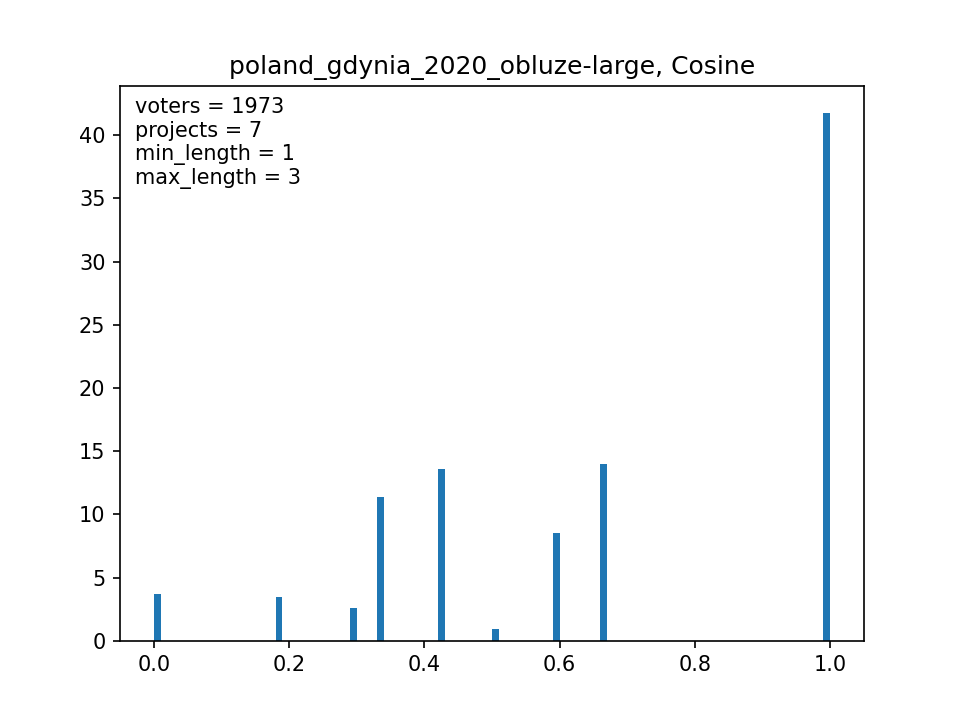 poland_gdynia_2020_obluze-large, Cosine
voters = 1973
projects = 7
min_length = 1
max_length = 3
40
35
30
25
20
15
10
5
0
0.0 0.2 0.4 0.6 0.8 1.0